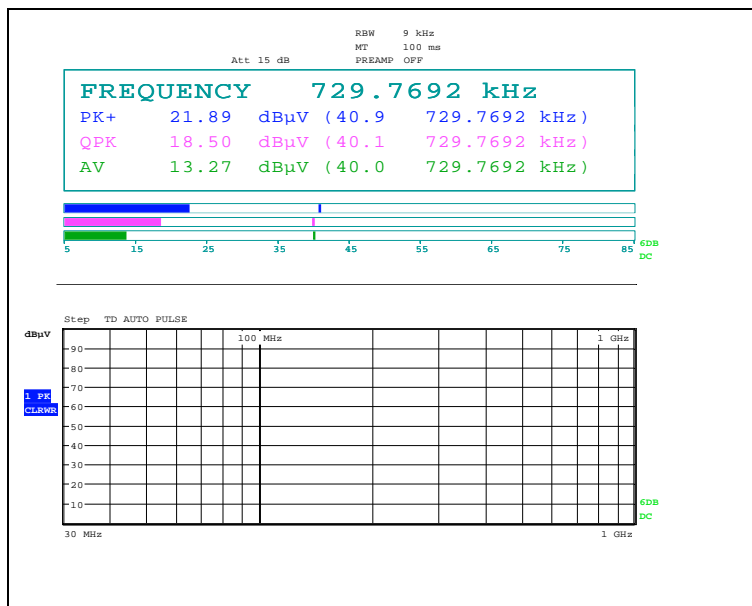 RBW 9 kHz
MT 100 ms
Att 15 dB PREAMP OFF
FREQUENCY 729.7692 kHz
PK+ 21.89 dBµV (40.9 729.7692 kHz)
QPK 18.50 dBµV (40.1 729.7692 kHz)
AV 13.27 dBµV (40.0 729.7692 kHz)
5 15 25 35 45 55 65 75 85
6DB
DC
Step TD AUTO PULSE
dBµV
100 MHz 1 GHz
90
80
70
1 PK
CLRWR
60
50
40
30
20
10
6DB
DC
30 MHz 1 GHz